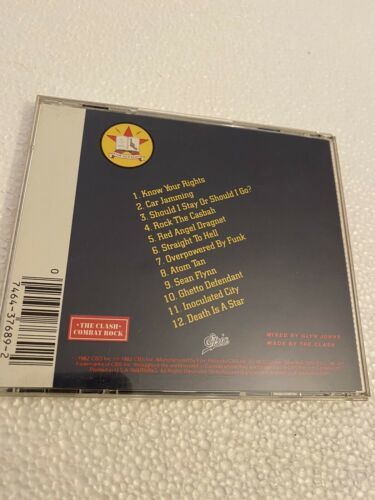 1. Know Your Rights
2. Car Jamming
3. Should I Stay Or Should I Go?
4. Rock The Casbah
5. Red Angel Dragnet
6. Straight To Hell
7. Overpowered By Funk
8. Atom Tan
9. Sean Flynn
10. Ghetto Defendant
11. Inoculated City
12. Death Is A Star
0
7464-37689-2
THE CLASH
COMBAT ROCK
Epic
MIXED BY GLYN JOHNS
MADE BY THE CLASH